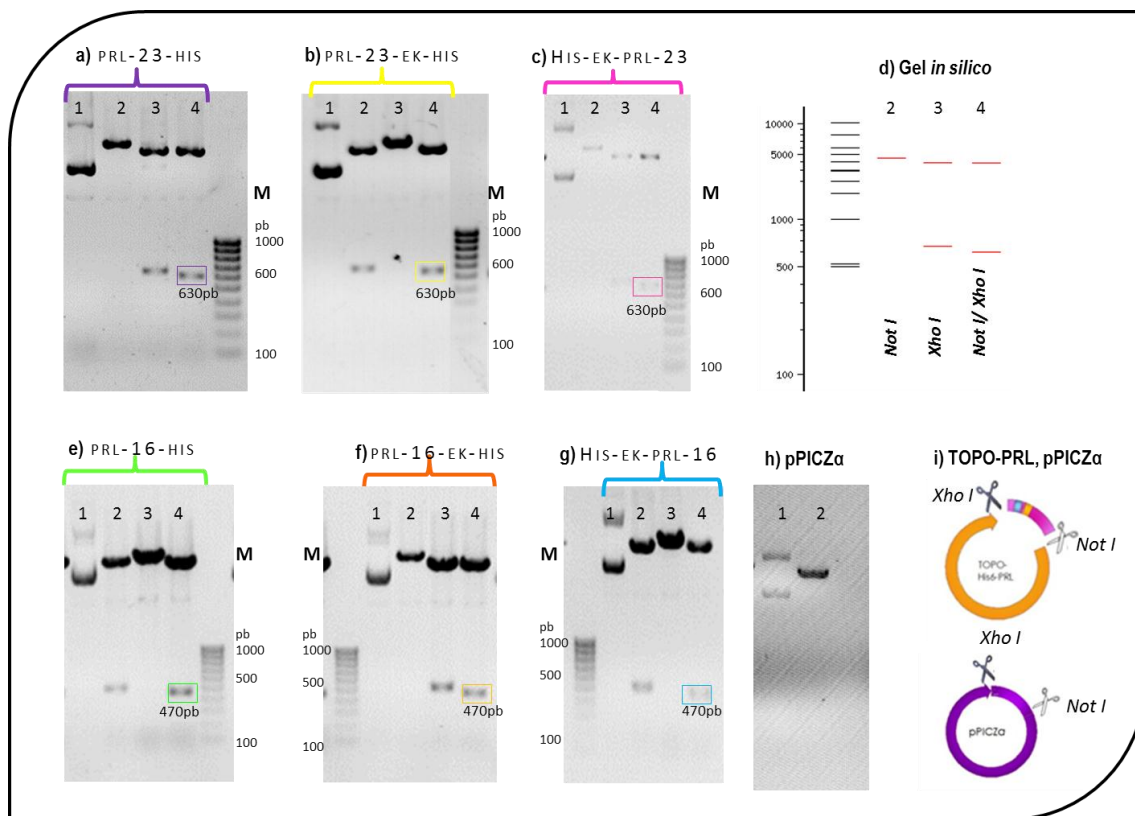 a) PRL-23-HIS
1 2 3 4
M
pb
1000
600
630pb
100
b) PRL-23-EK-HIS
1 2 3 4
M
pb
1000
600
630pb
100
c) HIS-EK-PRL-23
1 2 3 4
M
pb
1000
600
630pb
100
d) Gel in silico
2 3 4
10000
5000
1000
500
100
Not I
Xho I
Not I/ Xho I
e) PRL-16-HIS
1 2 3 4
M
pb
1000
500
470pb
100
f) PRL-16-EK-HIS
1 2 3 4
M
pb
1000
500
470pb
100
g) HIS-EK-PRL-16
1 2 3 4
M
pb
1000
500
470pb
100
h) pPICZα
1 2
i) TOPO-PRL, pPICZα
Xho I
Not I
TOPO-
His6-PRL
Xho I
Not I
pPICZα